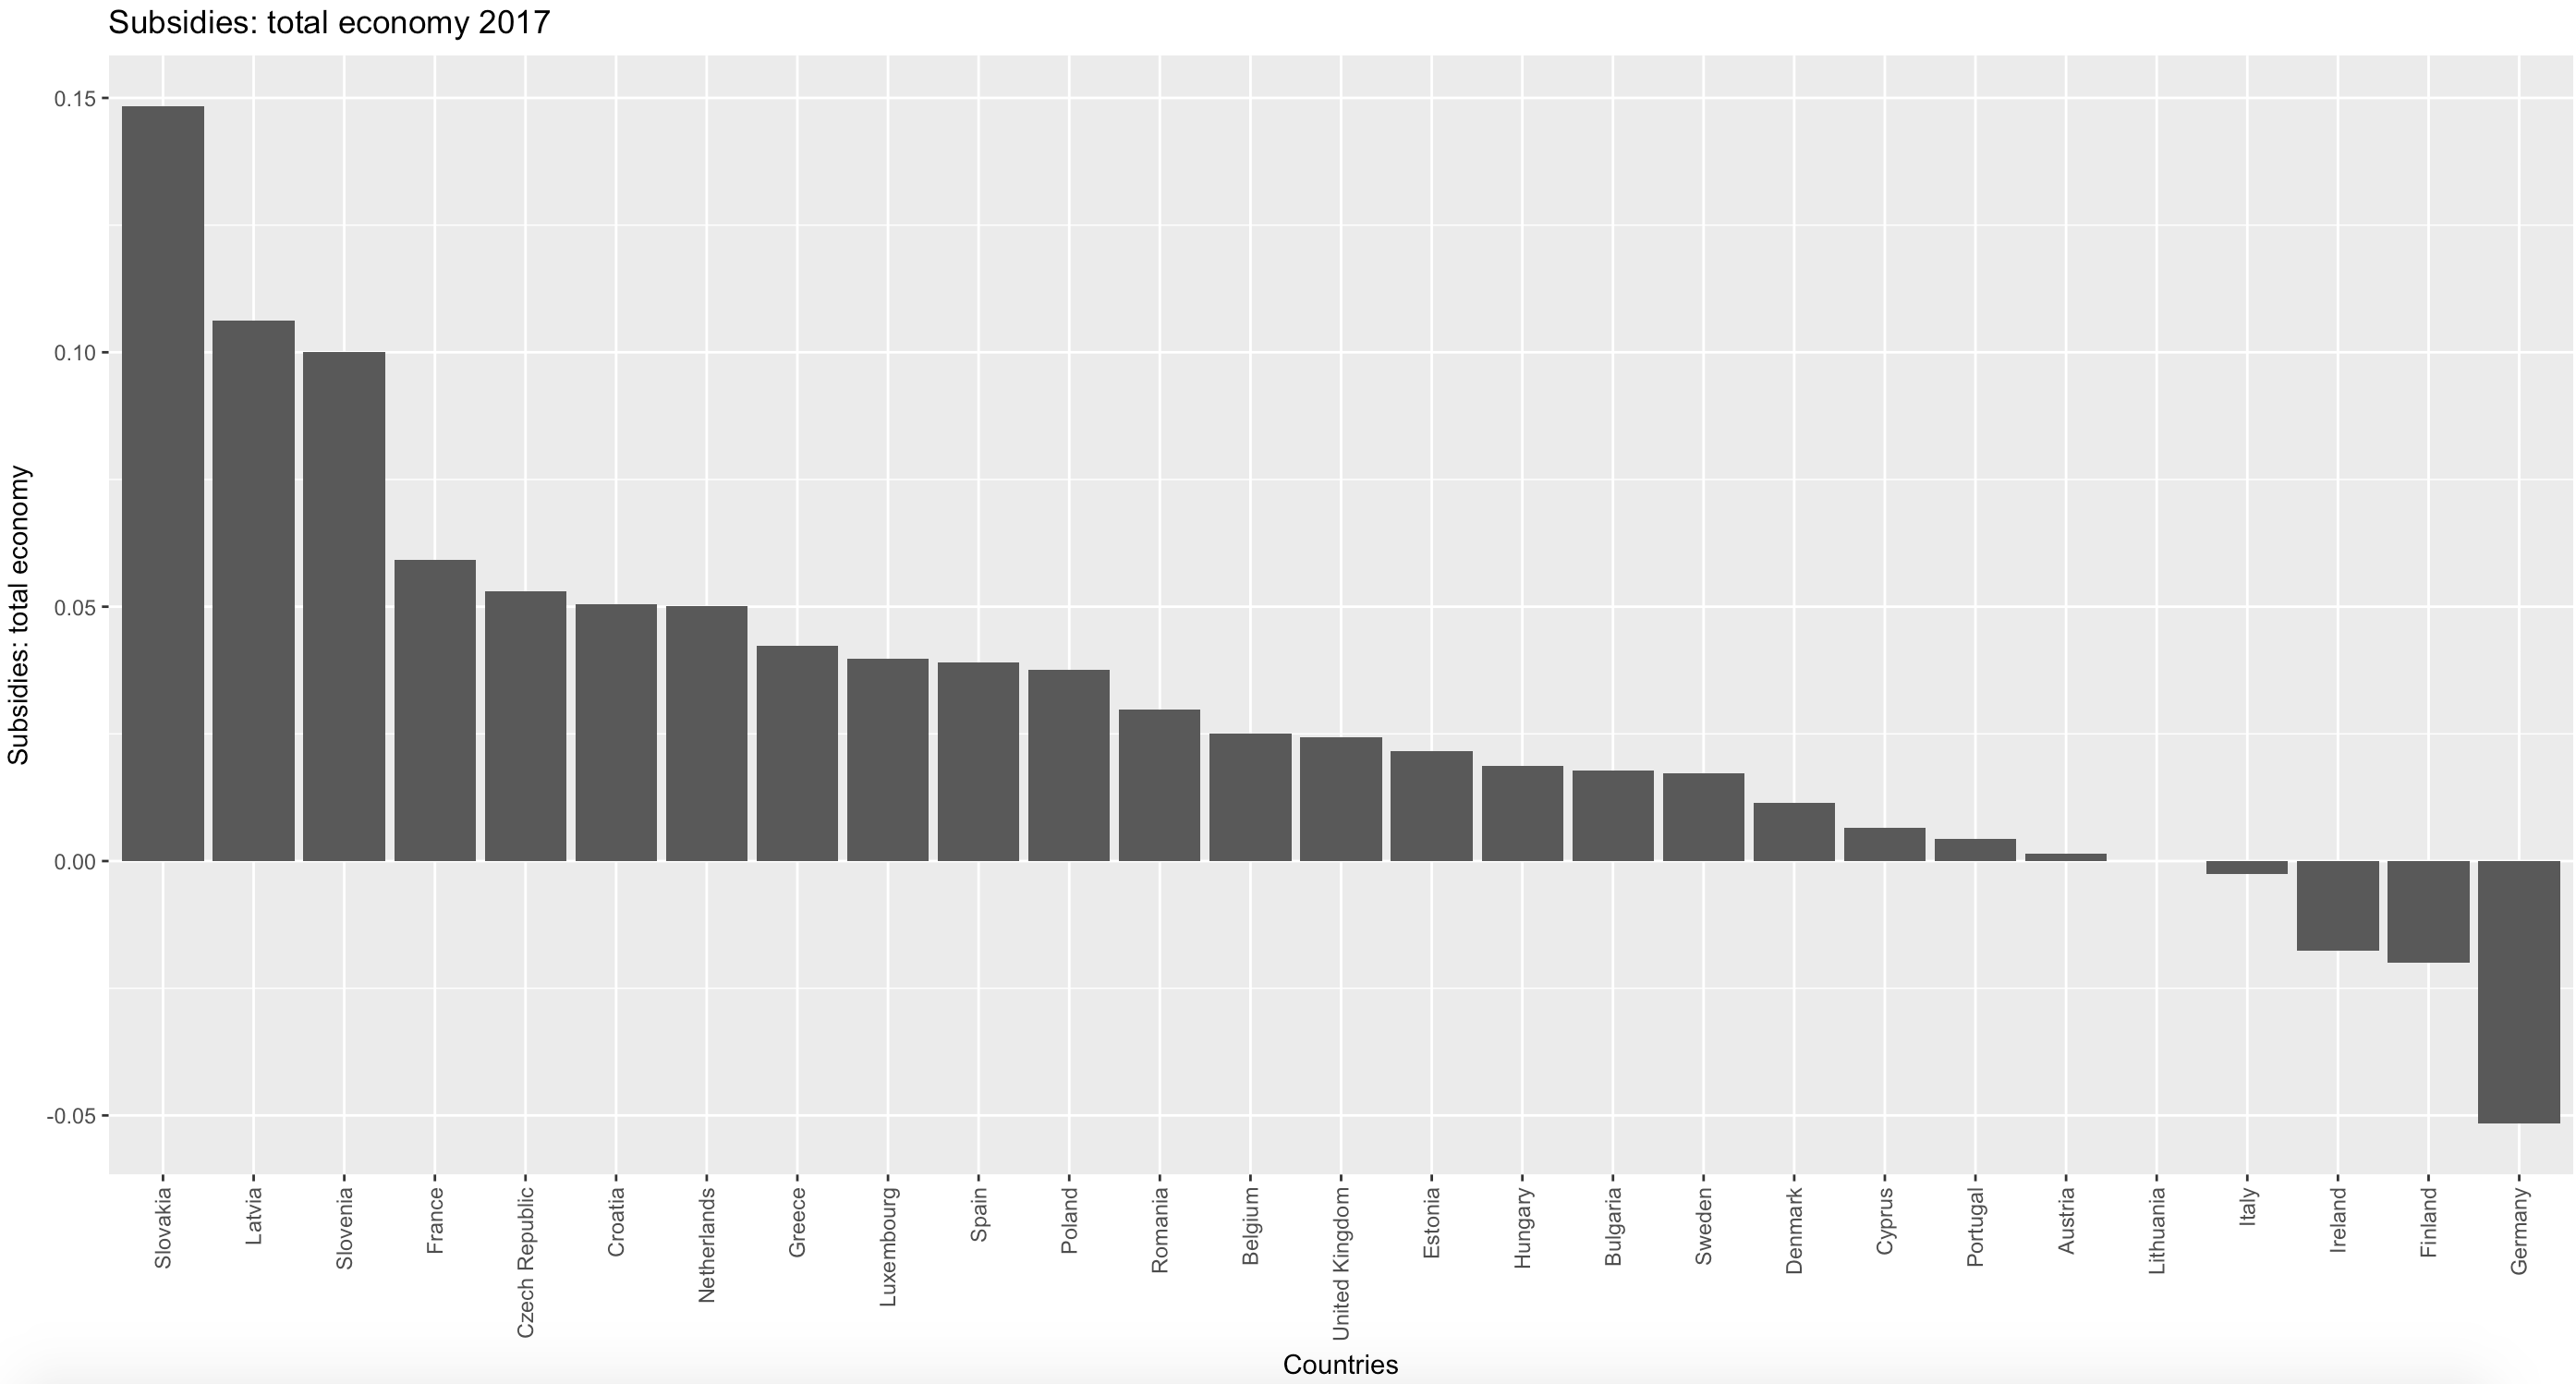 Subsidies: total economy 2017
Subsidies: total economy
0.15
0.10
0.05
0.00
-0.05
Slovakia
Latvia
Slovenia
France
Czech Republic
Croatia
Netherlands
Greece
Luxembourg
Spain
Poland
Romania
Belgium
United Kingdom
Estonia
Hungary
Bulgaria
Sweden
Denmark
Cyprus
Portugal
Austria
Lithuania
Italy
Ireland
Finland
Germany
Countries